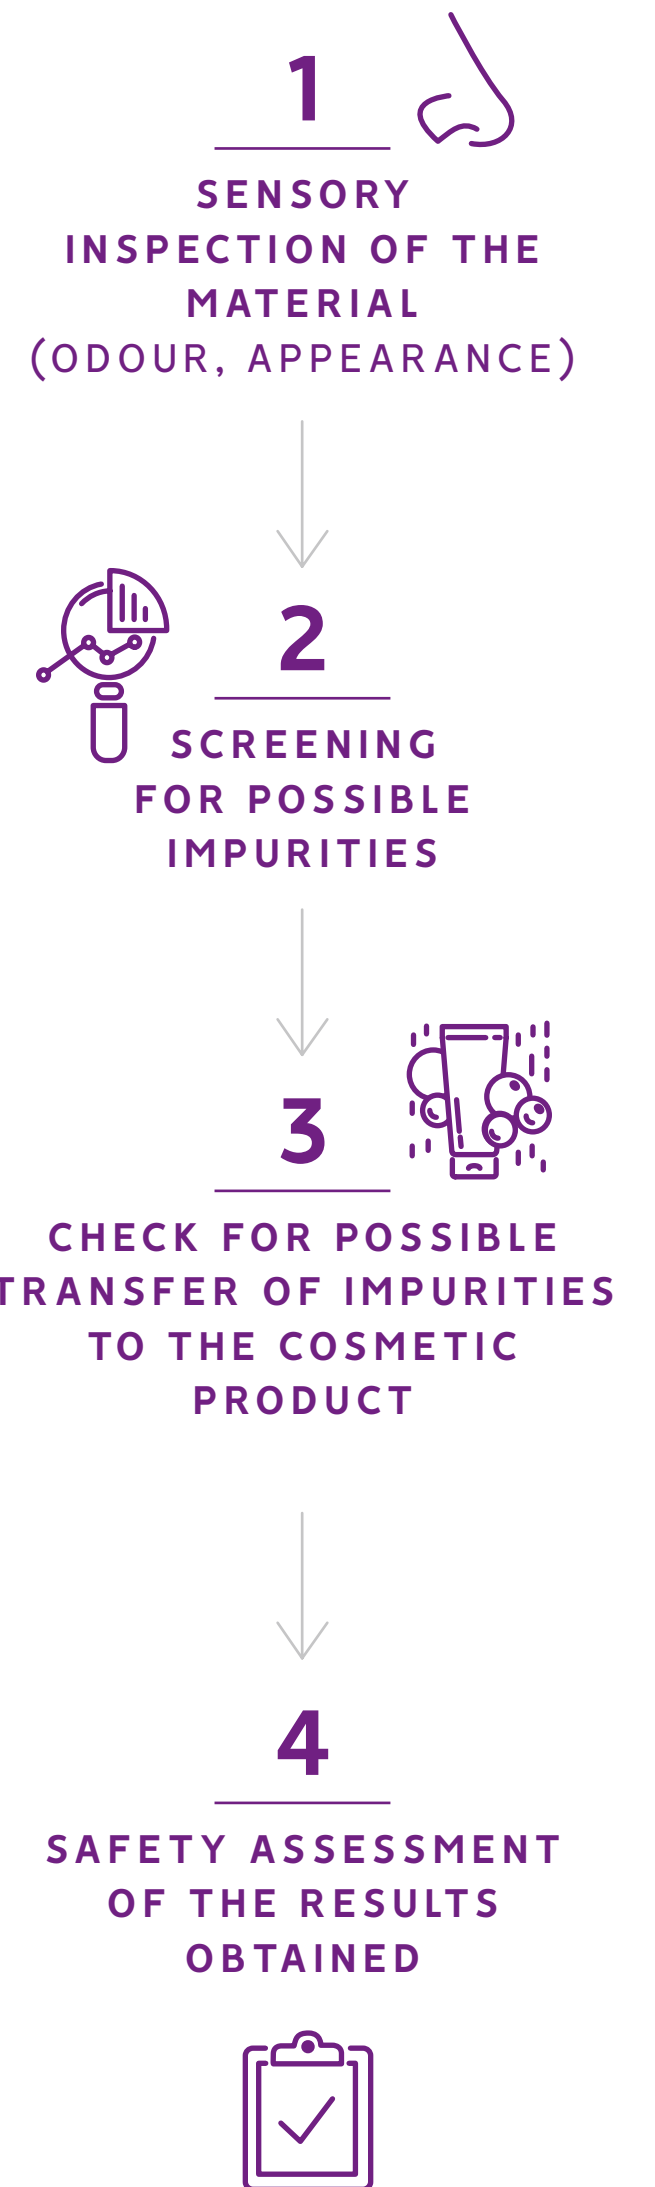 1
SENSORY
INSPECTION OF THE
MATERIAL
(ODOUR, APPEARANCE)
2
SCREENING
FOR POSSIBLE
IMPURITIES
3
CHECK FOR POSSIBLE
TRANSFER OF IMPURITIES
TO THE COSMETIC
PRODUCT
4
SAFETY ASSESSMENT
OF THE RESULTS
OBTAINED